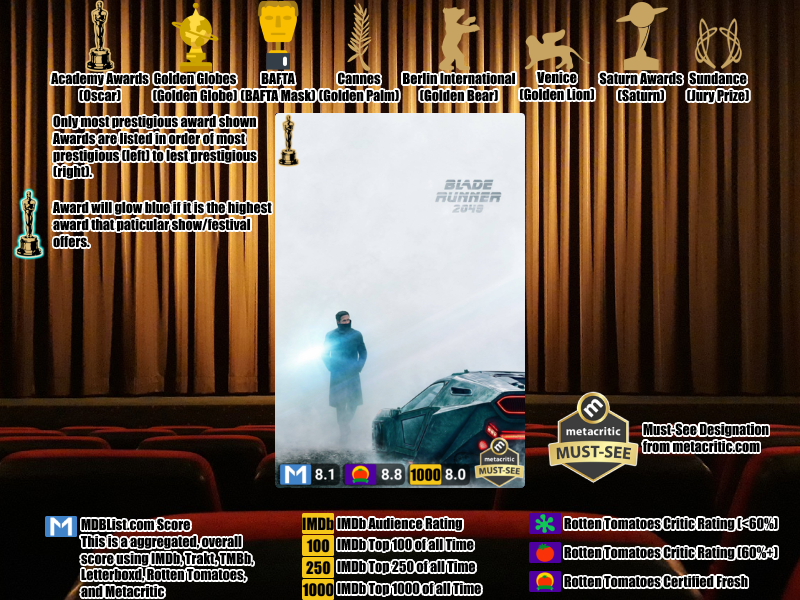 Academy Awards
(Oscar)
Golden Globes
(Golden Globe)
BAFTA
(BAFTA Mask)
Cannes
(Golden Palm)
Berlin International
(Golden Bear)
Venice
(Golden Lion)
Saturn Awards
(Saturn)
Sundance
(Jury Prize)
Only most prestigious award shown
Awards are listed in order of most
prestigious (left) to lest prestigious
(right).
Award will glow blue if it is the highest
award that paticular show/festival
offers.
BLADE
RUNNER
2049
metacritic
MUST-SEE
M 8.1
8.8
1000 8.0
m
metacritic
MUST-SEE
Must-See Designation
from metacritic.com
M
MDBList.com Score
This is a aggregated, overall
score using IMDb, Trakt, TMBb,
Letterboxd, Rotten Tomatoes,
and Metacritic
IMDb IMDb Audience Rating
100 IMDb Top 100 of all Time
250 IMDb Top 250 of all Time
1000 IMDb Top 1000 of all Time
Rotten Tomatoes Critic Rating (<60%)
Rotten Tomatoes Critic Rating (60%+)
Rotten Tomatoes Certified Fresh